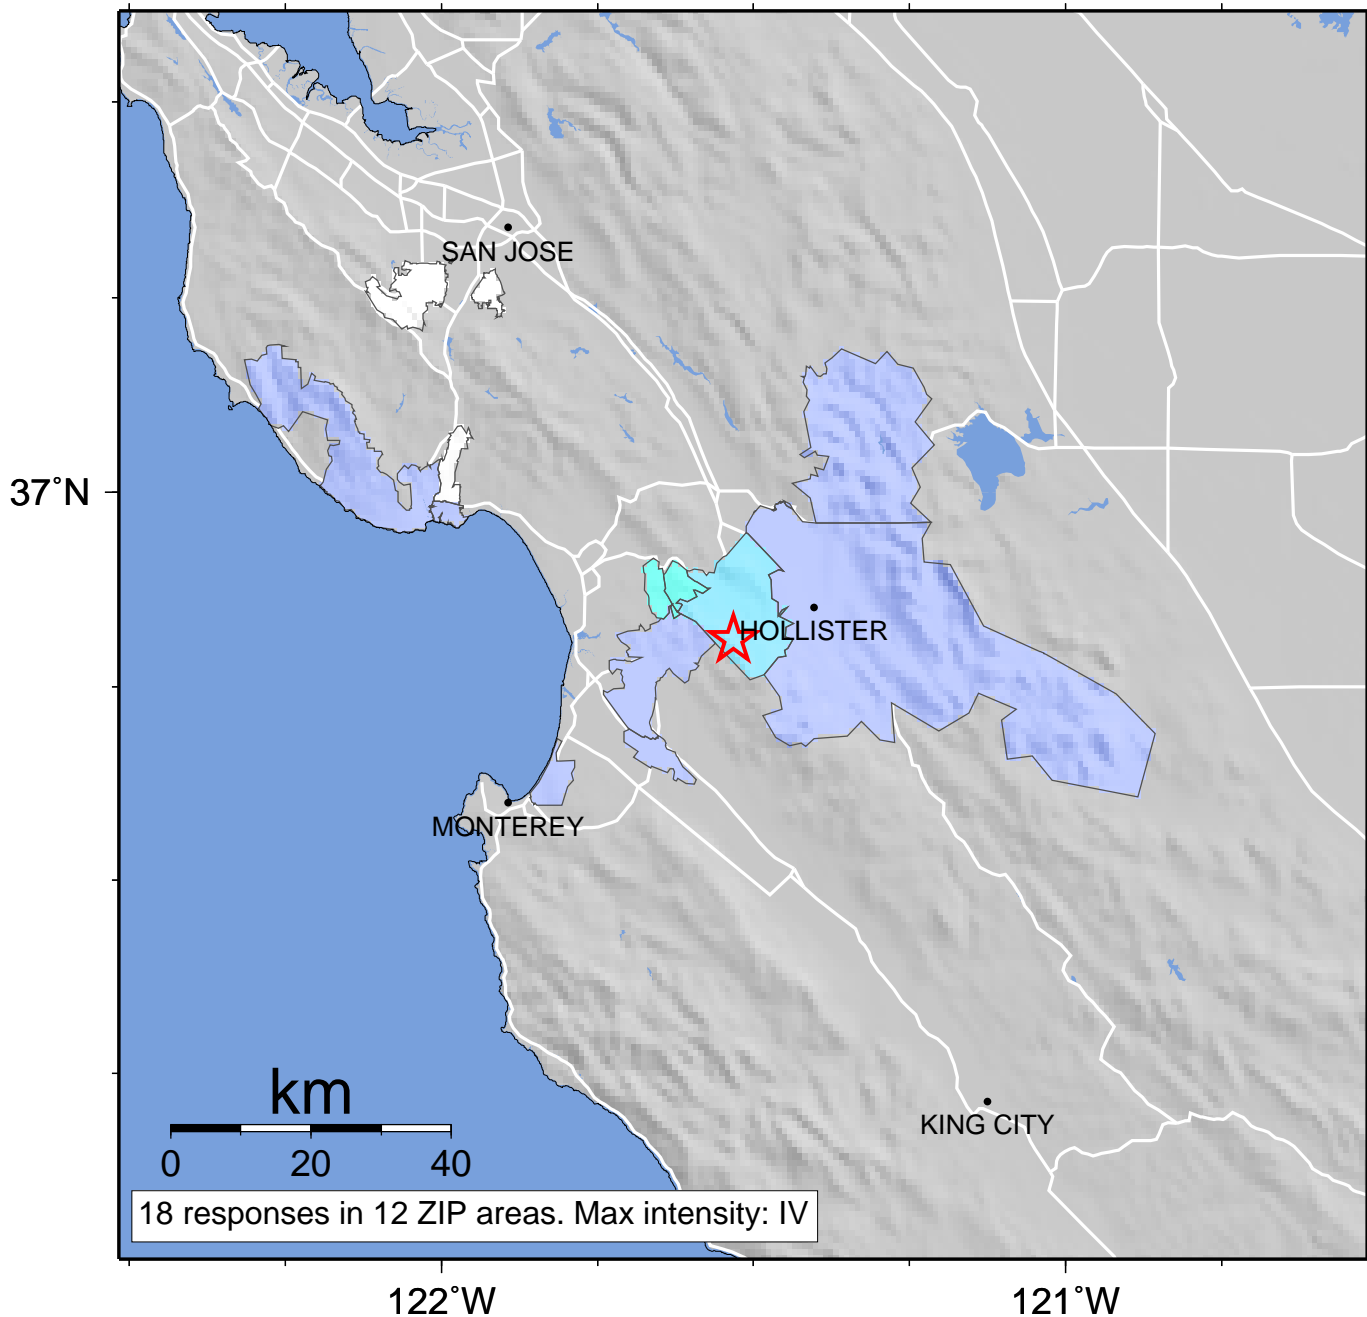 SAN JOSE
37°N
HOLLISTER
MONTEREY
km
KING CITY
0 20 40
18 responses in 12 ZIP areas. Max intensity: IV
122°W 121°W